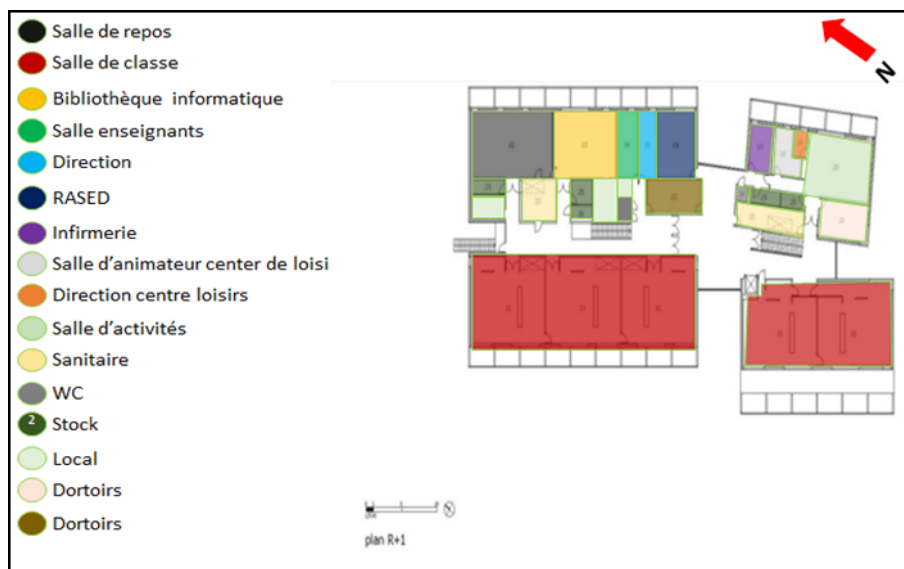 Salle de repos
Salle de classe
Bibliothèque informatique
Salle enseignants
Direction
RASED
Infirmerie
Salle d'animateur center de loisi
Direction centre loisirs
Salle d'activités
Sanitaire
WC
2 Stock
Local
Dortoirs
Dortoirs
N
plan R+1